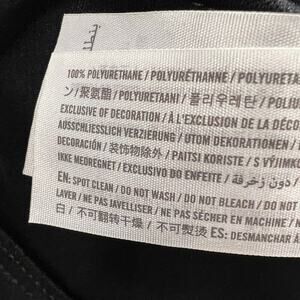 100% POLYURETHANE / POLYURÉTHANNE / POLYURETA
ン / 聚氨酯 / POLYURETAANI / 폴리우레탄 / POLIU
EXCLUSIVE OF DECORATION / À L'EXCLUSION DE LA DÉCO
AUSSCHLIESSLICH VERZIERUNG / UTOM DEKORATIONEN /
DECORACIÓN / 装饰物除外 / PAITSI KORISTE / S VÝJIMK
IKKE MEDREGNET / EXCLUSIVO DO ENFEITE / دون زخرفة
EN: SPOT CLEAN / DO NOT WASH / DO NOT BLEACH / DO NOT
LAVER / NE PAS JAVELLISER / NE PAS SÉCHER EN MACHINE / N
白 / 不可翻转干燥 / 不可熨烫 ES: DESMANCHAR A